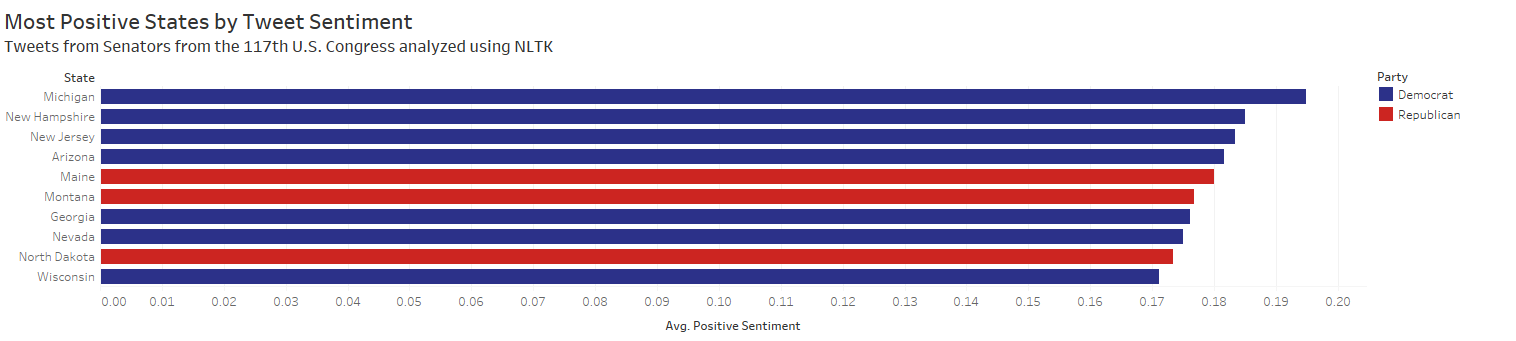 Most Positive States by Tweet Sentiment
Tweets from Senators from the 117th U.S. Congress analyzed using NLTK
State
Michigan
New Hampshire
New Jersey
Arizona
Maine
Montana
Georgia
Nevada
North Dakota
Wisconsin
0.00 0.01 0.02 0.03 0.04 0.05 0.06 0.07 0.08 0.09 0.10 0.11 0.12 0.13 0.14 0.15 0.16 0.17 0.18 0.19 0.20
Avg. Positive Sentiment
Party
Democrat
Republican